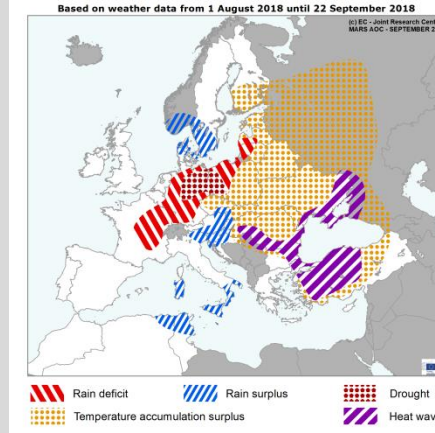 Based on weather data from 1 August 2018 until 22 September 2018
(c) EC - Joint Research Cent
MARS AOC - SEPTEMBER 2
Rain deficit
Rain surplus
Drought
Temperature accumulation surplus
Heat wav